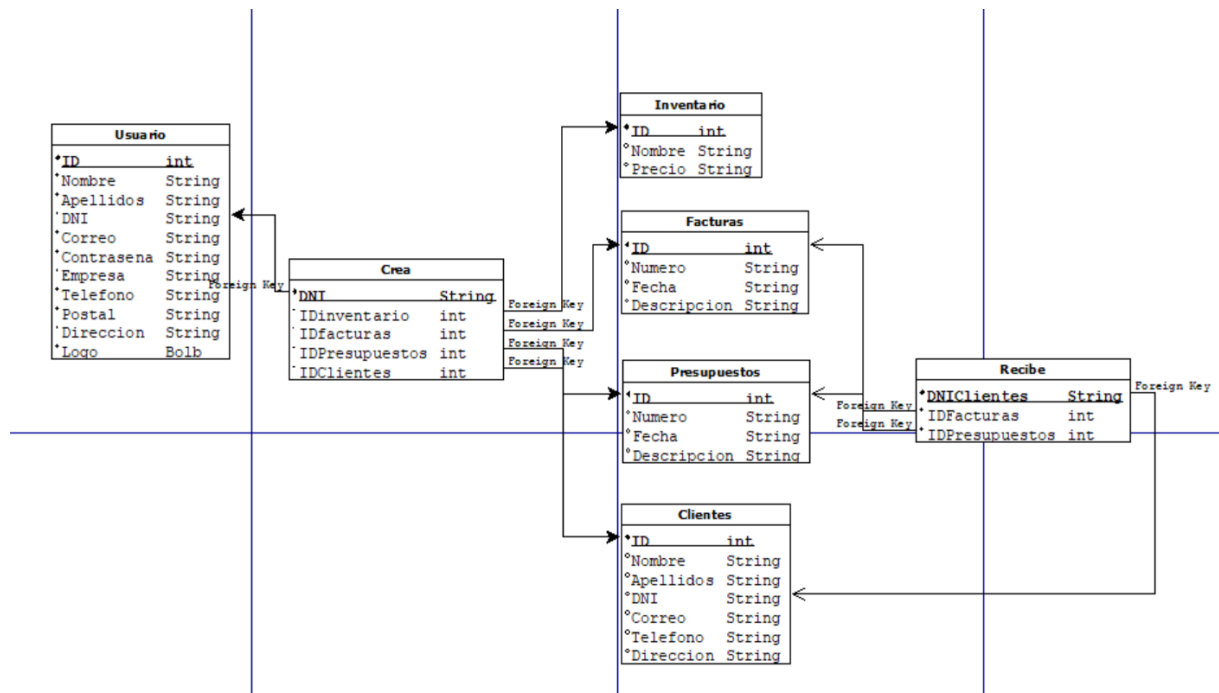 Usuario
ID int
Nombre String
Apellidos String
DNI String
Correo String
Contrasena String
Empresa String
Telefono String
Postal String
Direccion String
Logo Bolb
Foreign Key
Crea
DNI String
IDinventario int
IDfacturas int
IDPresupuestos int
IDClientes int
Foreign Key
Foreign Key
Foreign Key
Foreign Key
Inventario
ID int
Nombre String
Precio String
Facturas
ID int
Numero String
Fecha String
Descripcion String
Presupuestos
ID int
Numero String
Fecha String
Descripcion String
Clientes
ID int
Nombre String
Apellidos String
DNI String
Correo String
Telefono String
Direccion String
Foreign Key
Foreign Key
Recibe
DNIClientes String
IDFacturas int
IDPresupuestos int
Foreign Key